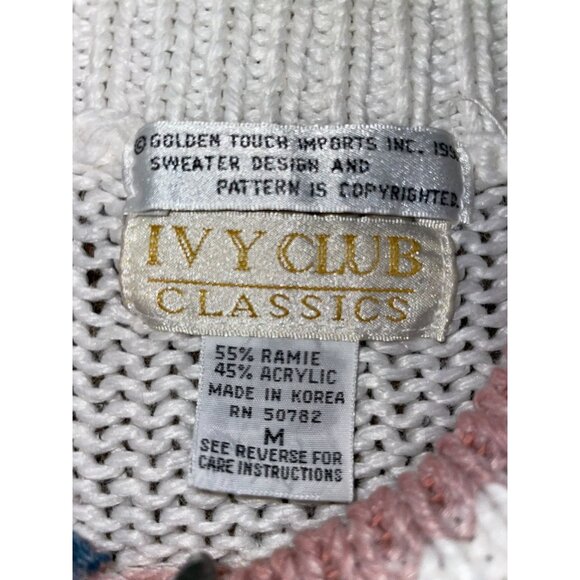 © GOLDEN TOUCH IMPORTS INC.
SWEATER DESIGN AND
PATTERN IS COPYRIGHTED.
IVY CLUB
CLASSICS
55% RAMIE
45% ACRYLIC
MADE IN KOREA
RN 50782
M
SEE REVERSE FOR
CARE INSTRUCTIONS